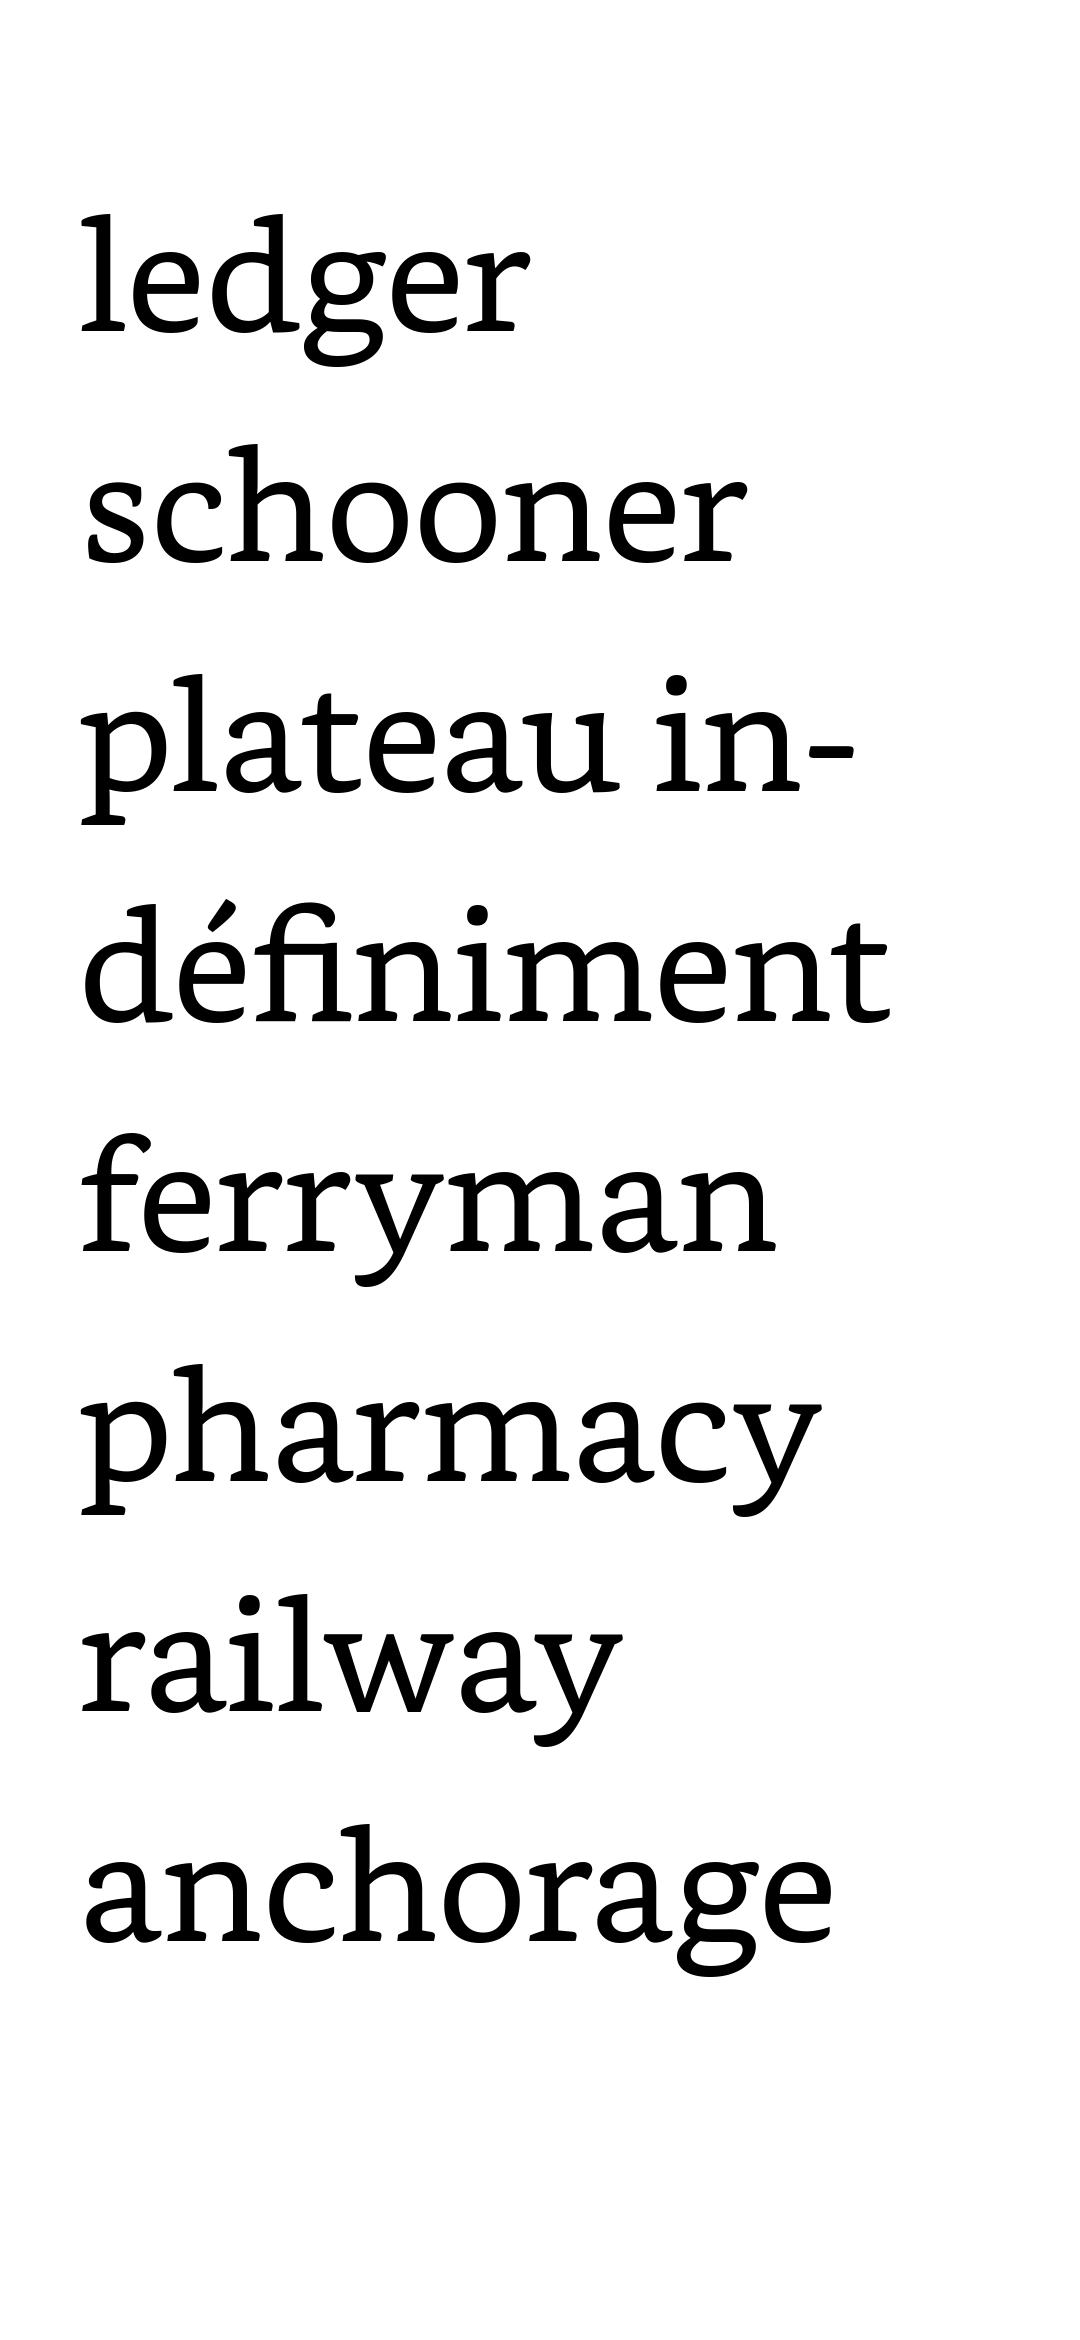 ledger
schooner
plateau in-
définiment
ferryman
pharmacy
railway
anchorage